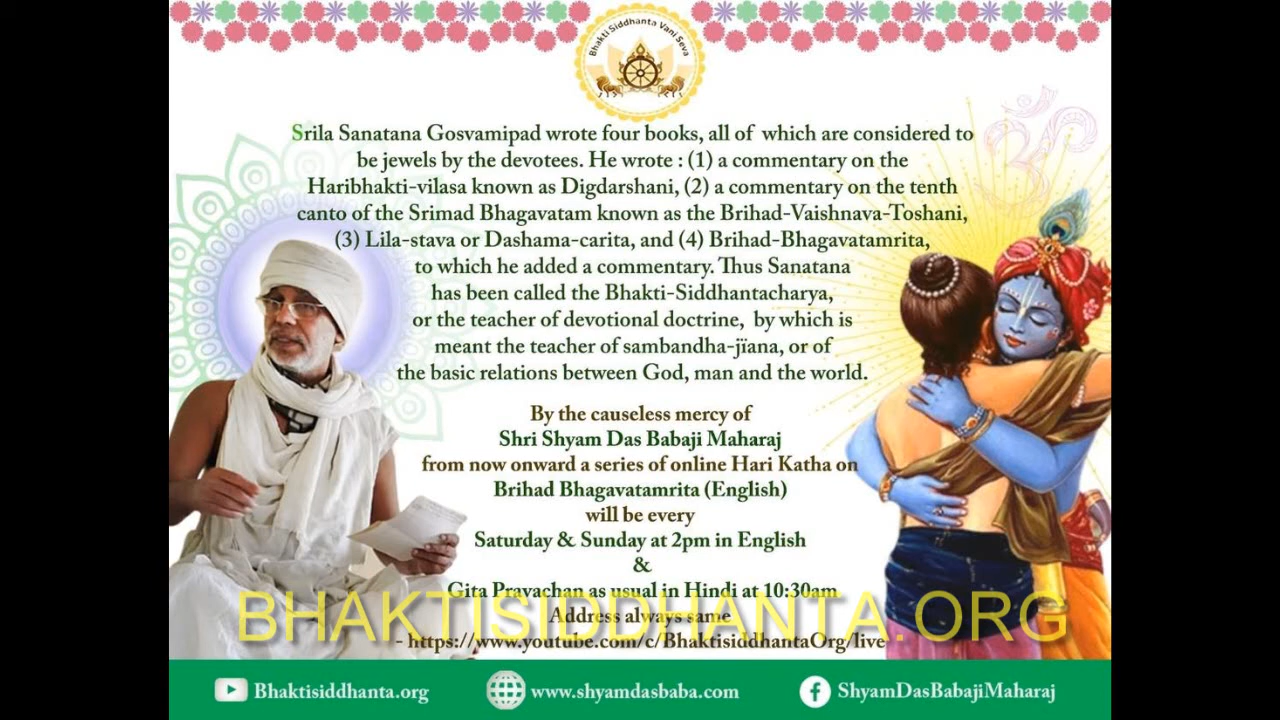 Bhakti Siddhanta Vani Seva
Srila Sanatana Gosvamipad wrote four books, all of which are considered to
be jewels by the devotees. He wrote : (1) a commentary on the
Haribhakti-vilasa known as Digdarshani, (2) a commentary on the tenth
canto of the Srimad Bhagavatam known as the Brihad-Vaishnava-Toshani,
(3) Lila-stava or Dashama-carita, and (4) Brihad-Bhagavatamrita,
to which he added a commentary. Thus Sanatana
has been called the Bhakti-Siddhantacharya,
or the teacher of devotional doctrine, by which is
meant the teacher of sambandha-jïana, or of
the basic relations between God, man and the world.
By the causeless mercy of
Shri Shyam Das Babaji Maharaj
from now onward a series of online Hari Katha on
Brihad Bhagavatamrita (English)
will be every
Saturday & Sunday at 2pm in English
&
Gita Pravachan as usual in Hindi at 10:30am
BHAKTISIDDHANTA.ORG
Address always same
- https://www.youtube.com/c/BhaktisiddhantaOrg/live-
Bhaktisiddhanta.org
www.shyamdasbaba.com
ShyamDasBabajiMaharaj
ॐ